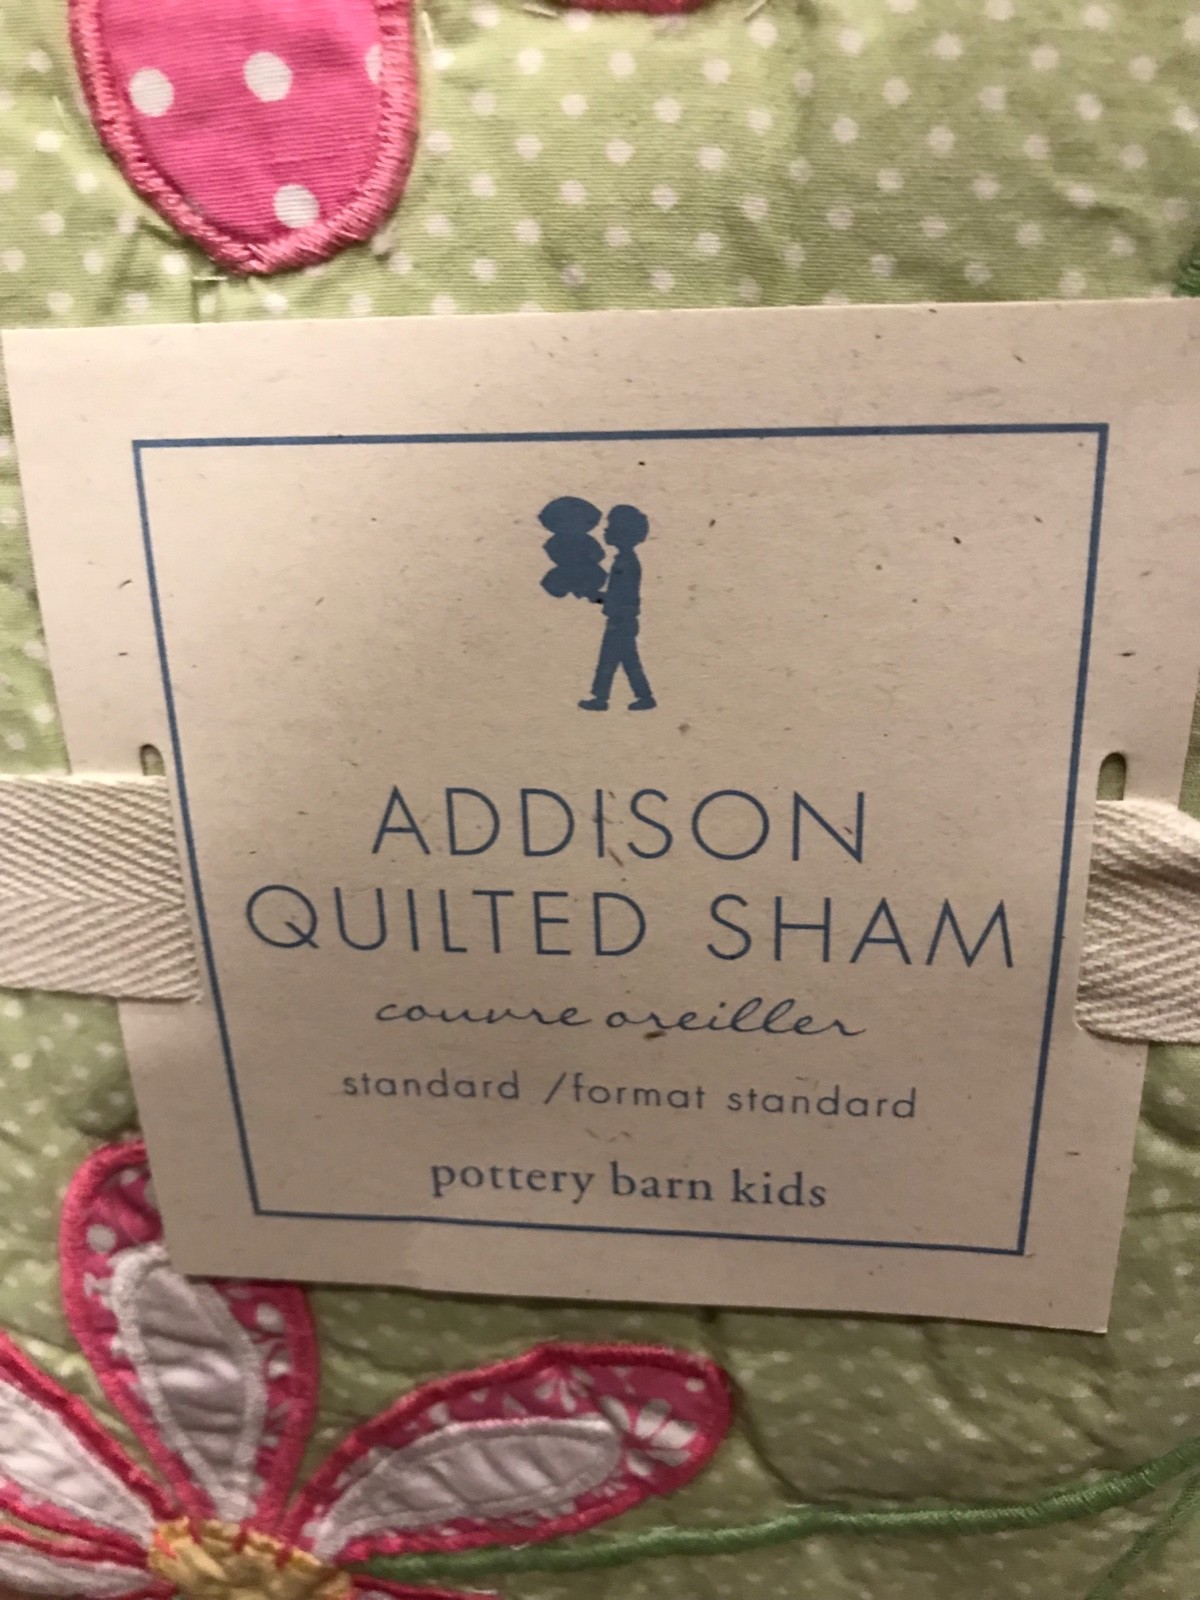 ADDISON
QUILTED SHAM
couvre oreiller
standard /format standard
pottery barn kids